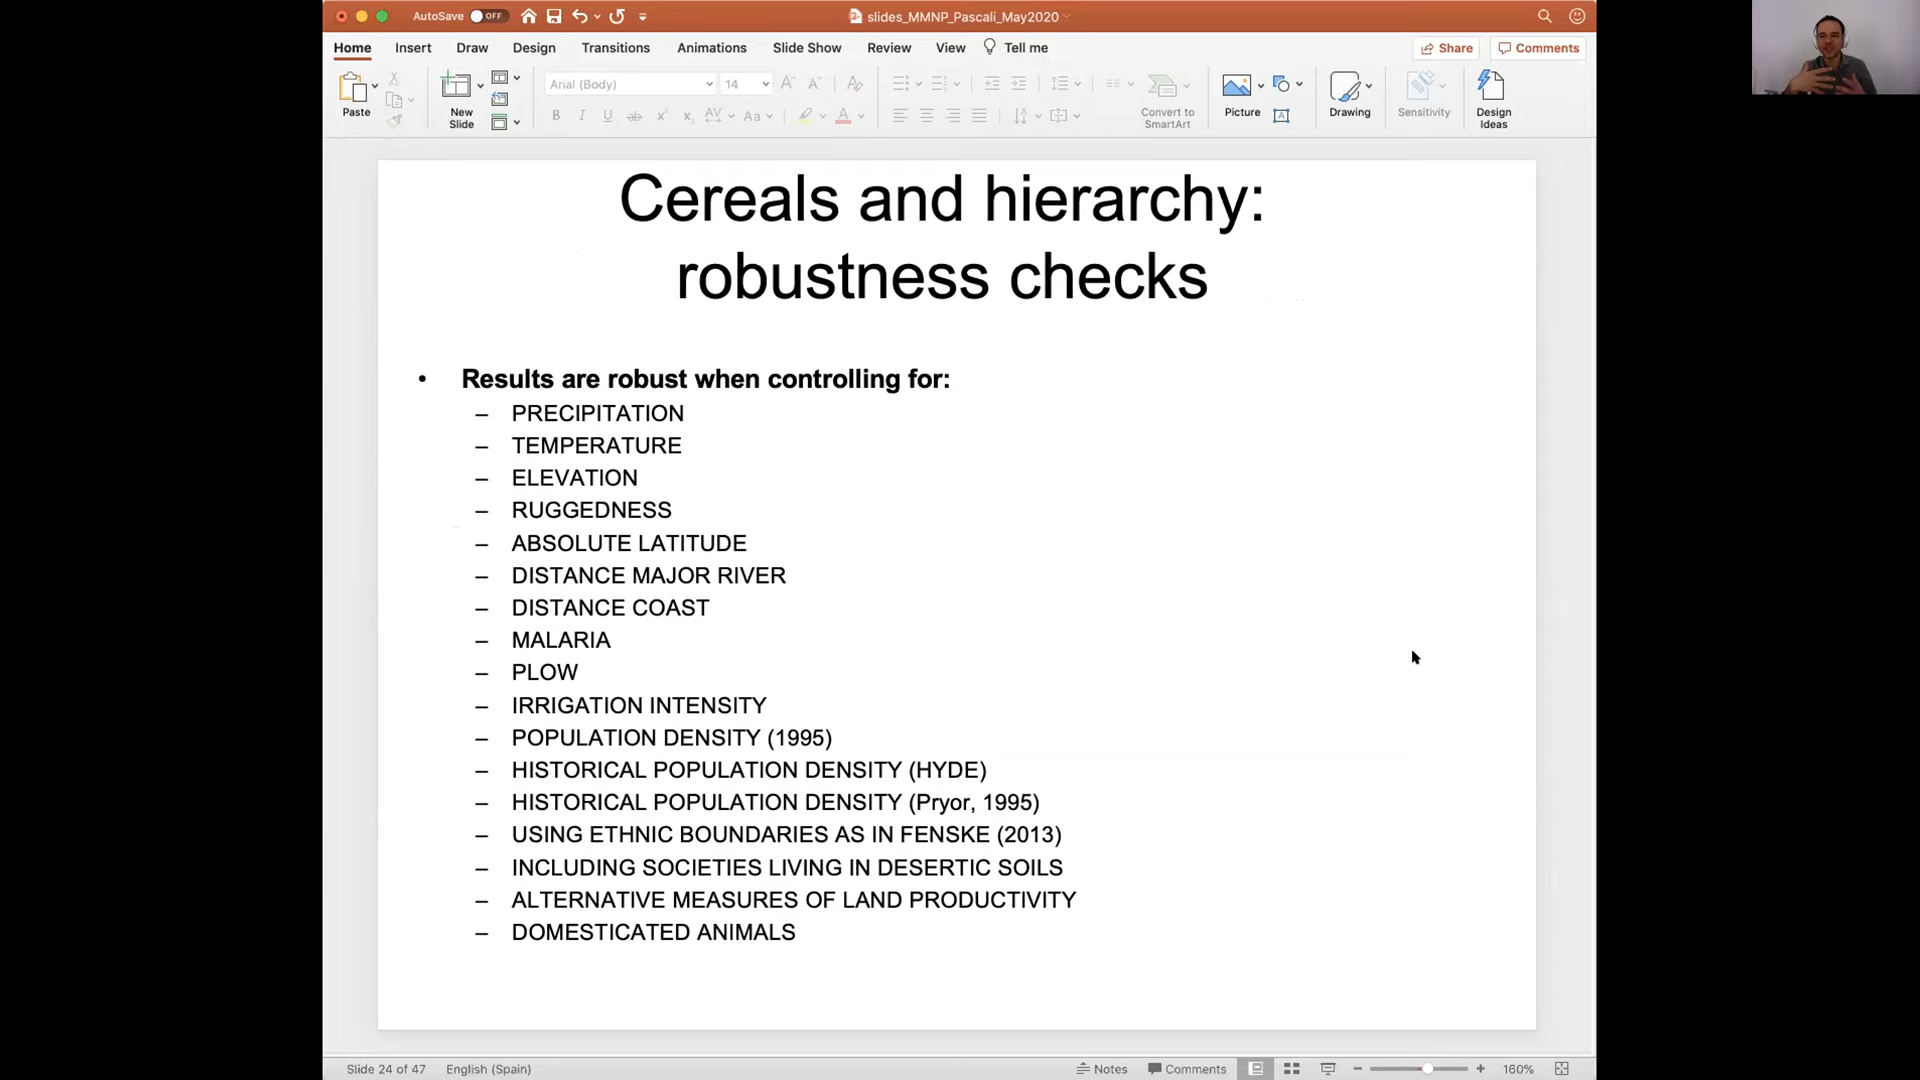 AutoSave OFF
slides_MMNP_Pascali_May2020
Home Insert Draw Design Transitions Animations Slide Show Review View Tell me
Share Comments
Paste
New
Slide
Arial (Body) 14
Convert to
SmartArt
Picture
Drawing
Sensitivity
Design
Ideas
Cereals and hierarchy:
robustness checks
• Results are robust when controlling for:
– PRECIPITATION
– TEMPERATURE
– ELEVATION
– RUGGEDNESS
– ABSOLUTE LATITUDE
– DISTANCE MAJOR RIVER
– DISTANCE COAST
– MALARIA
– PLOW
– IRRIGATION INTENSITY
– POPULATION DENSITY (1995)
– HISTORICAL POPULATION DENSITY (HYDE)
– HISTORICAL POPULATION DENSITY (Pryor, 1995)
– USING ETHNIC BOUNDARIES AS IN FENSKE (2013)
– INCLUDING SOCIETIES LIVING IN DESERTIC SOILS
– ALTERNATIVE MEASURES OF LAND PRODUCTIVITY
– DOMESTICATED ANIMALS
Slide 24 of 47 English (Spain) Notes Comments 160%